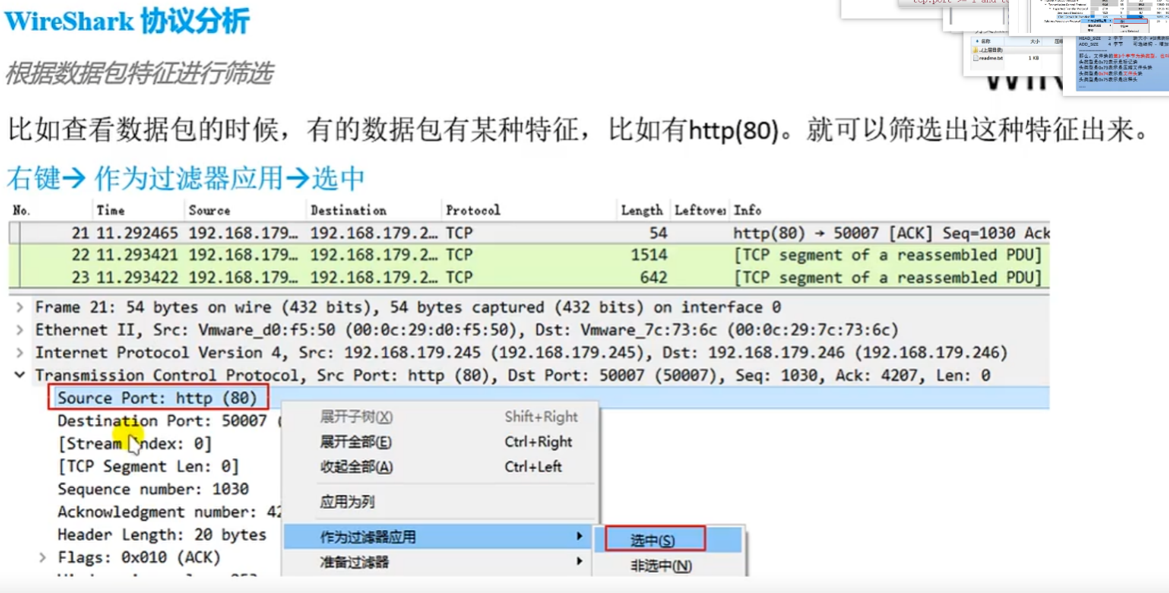 WireShark 协议分析
根据数据包特征进行筛选
比如查看数据包的时候，有的数据包有某种特征，比如有http(80)。就可以筛选出这种特征出来。
右键→ 作为过滤器应用→选中
No. Time Source Destination Protocol Length Leftover Info
21 11.292465 192.168.179… 192.168.179.2… TCP 54 http(80) → 50007 [ACK] Seq=1030 Ack
22 11.293421 192.168.179… 192.168.179.2… TCP 1514 [TCP segment of a reassembled PDU]
23 11.293422 192.168.179… 192.168.179.2… TCP 642 [TCP segment of a reassembled PDU]
Frame 21: 54 bytes on wire (432 bits), 54 bytes captured (432 bits) on interface 0
Ethernet II, Src: Vmware_d0:f5:50 (00:0c:29:d0:f5:50), Dst: Vmware_7c:73:6c (00:0c:29:7c:73:6c)
Internet Protocol Version 4, Src: 192.168.179.245 (192.168.179.245), Dst: 192.168.179.246 (192.168.179.246)
Transmission Control Protocol, Src Port: http (80), Dst Port: 50007 (50007), Seq: 1030, Ack: 4207, Len: 0
Source Port: http (80)
Destination Port: 50007 (
[Stream index: 0]
[TCP Segment Len: 0]
Sequence number: 1030
Acknowledgment number: 42
Header Length: 20 bytes
Flags: 0x010 (ACK)
展开子树(X) Shift+Right
展开全部(E) Ctrl+Right
收起全部(A) Ctrl+Left
应用为列
作为过滤器应用
准备过滤器
选中(S)
非选中(N)